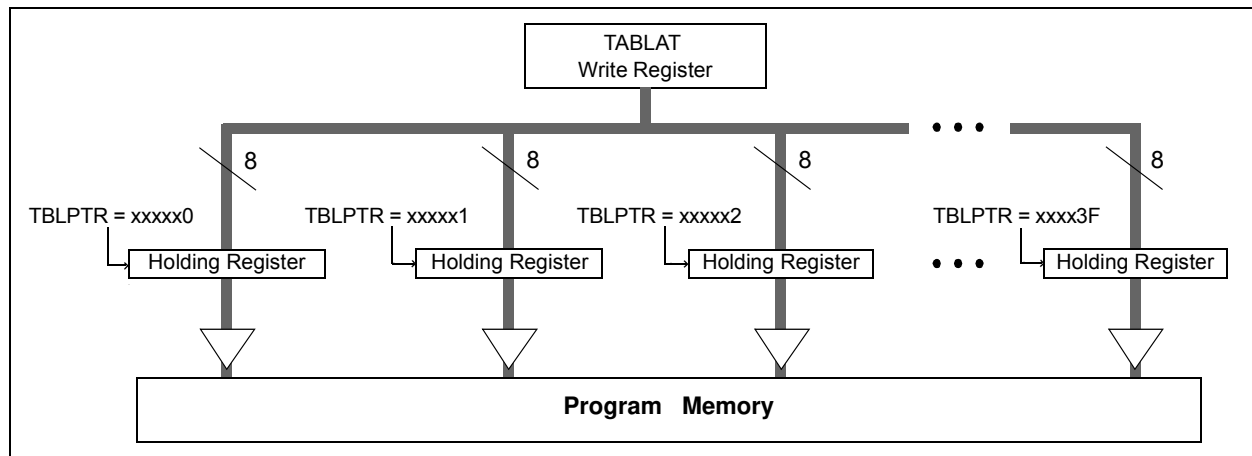 TABLAT
Write Register
8
8
8
8
TBLPTR = xxxxx0
TBLPTR = xxxxx1
TBLPTR = xxxxx2
TBLPTR = xxxx3F
Holding Register
Holding Register
Holding Register
Holding Register
Program Memory